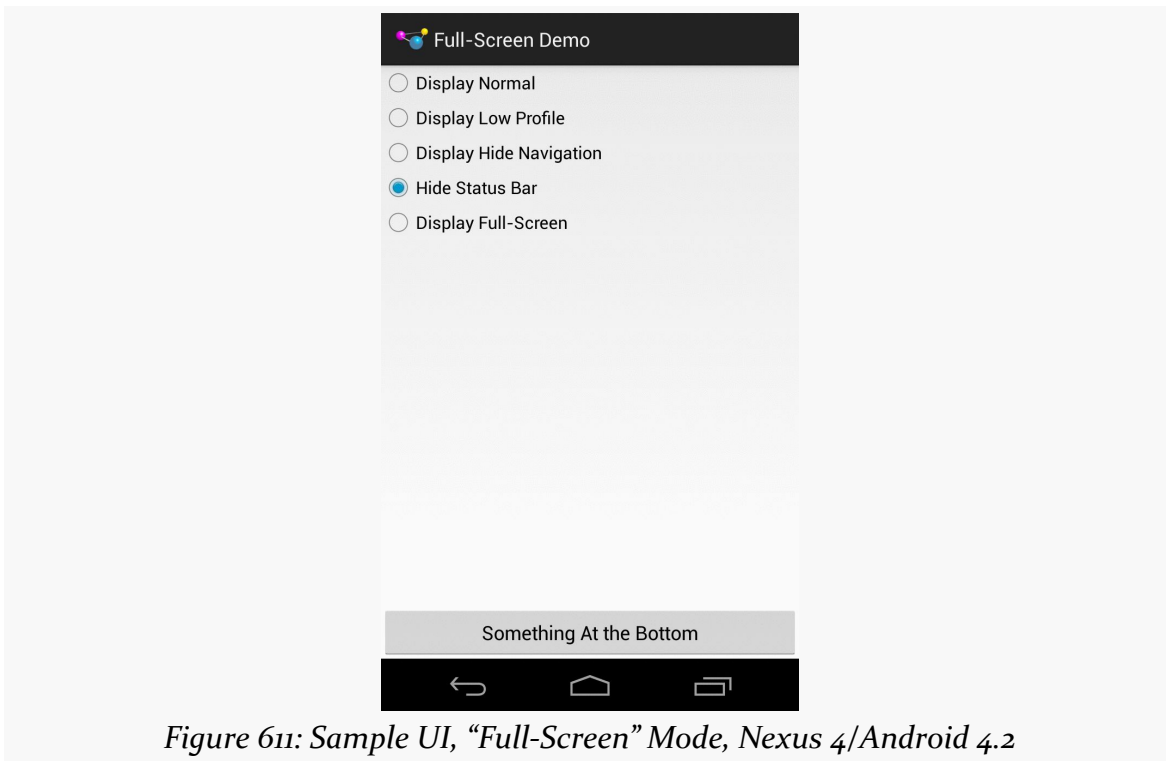 Full-Screen Demo
Display Normal
Display Low Profile
Display Hide Navigation
Hide Status Bar
Display Full-Screen
Something At the Bottom
Figure 611: Sample UI, “Full-Screen” Mode, Nexus 4/Android 4.2